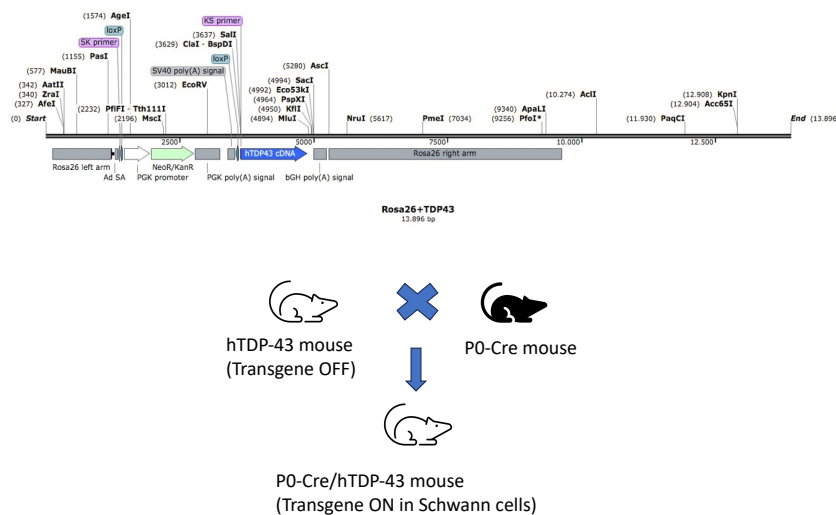 (1574) AgeI
loxP
SK primer
(1155) PasI
(577) MauBI
(342) AatII
(340) ZraI
(327) AfeI
(0) Start
(2232) PflFI - Tth111I
(2196) MscI
KS primer
(3637) SalI
(3629) ClaI - BspDI
loxP
SV40 poly(A) signal
(3012) EcoRV
(5280) AscI
(4994) SacI
(4992) Eco53kI
(4964) PspXI
(4950) KflI
(4894) MluI
NruI (5617)
PmeI (7034)
(9340) ApaLI
(9256) PfoI*
(10.274) AclI
(11.930) PaqCI
(12.908) KpnI
(12.904) Acc65I
End (13.896)
2500
5000
7500
10.000
12.500
Rosa26 left arm
Ad SA
PGK promoter
NeoR/KanR
PGK poly(A) signal
hTDP43 cDNA
bGH poly(A) signal
Rosa26 right arm
Rosa26+TDP43
13.896 bp
hTDP-43 mouse
(Transgene OFF)
P0-Cre mouse
P0-Cre/hTDP-43 mouse
(Transgene ON in Schwann cells)